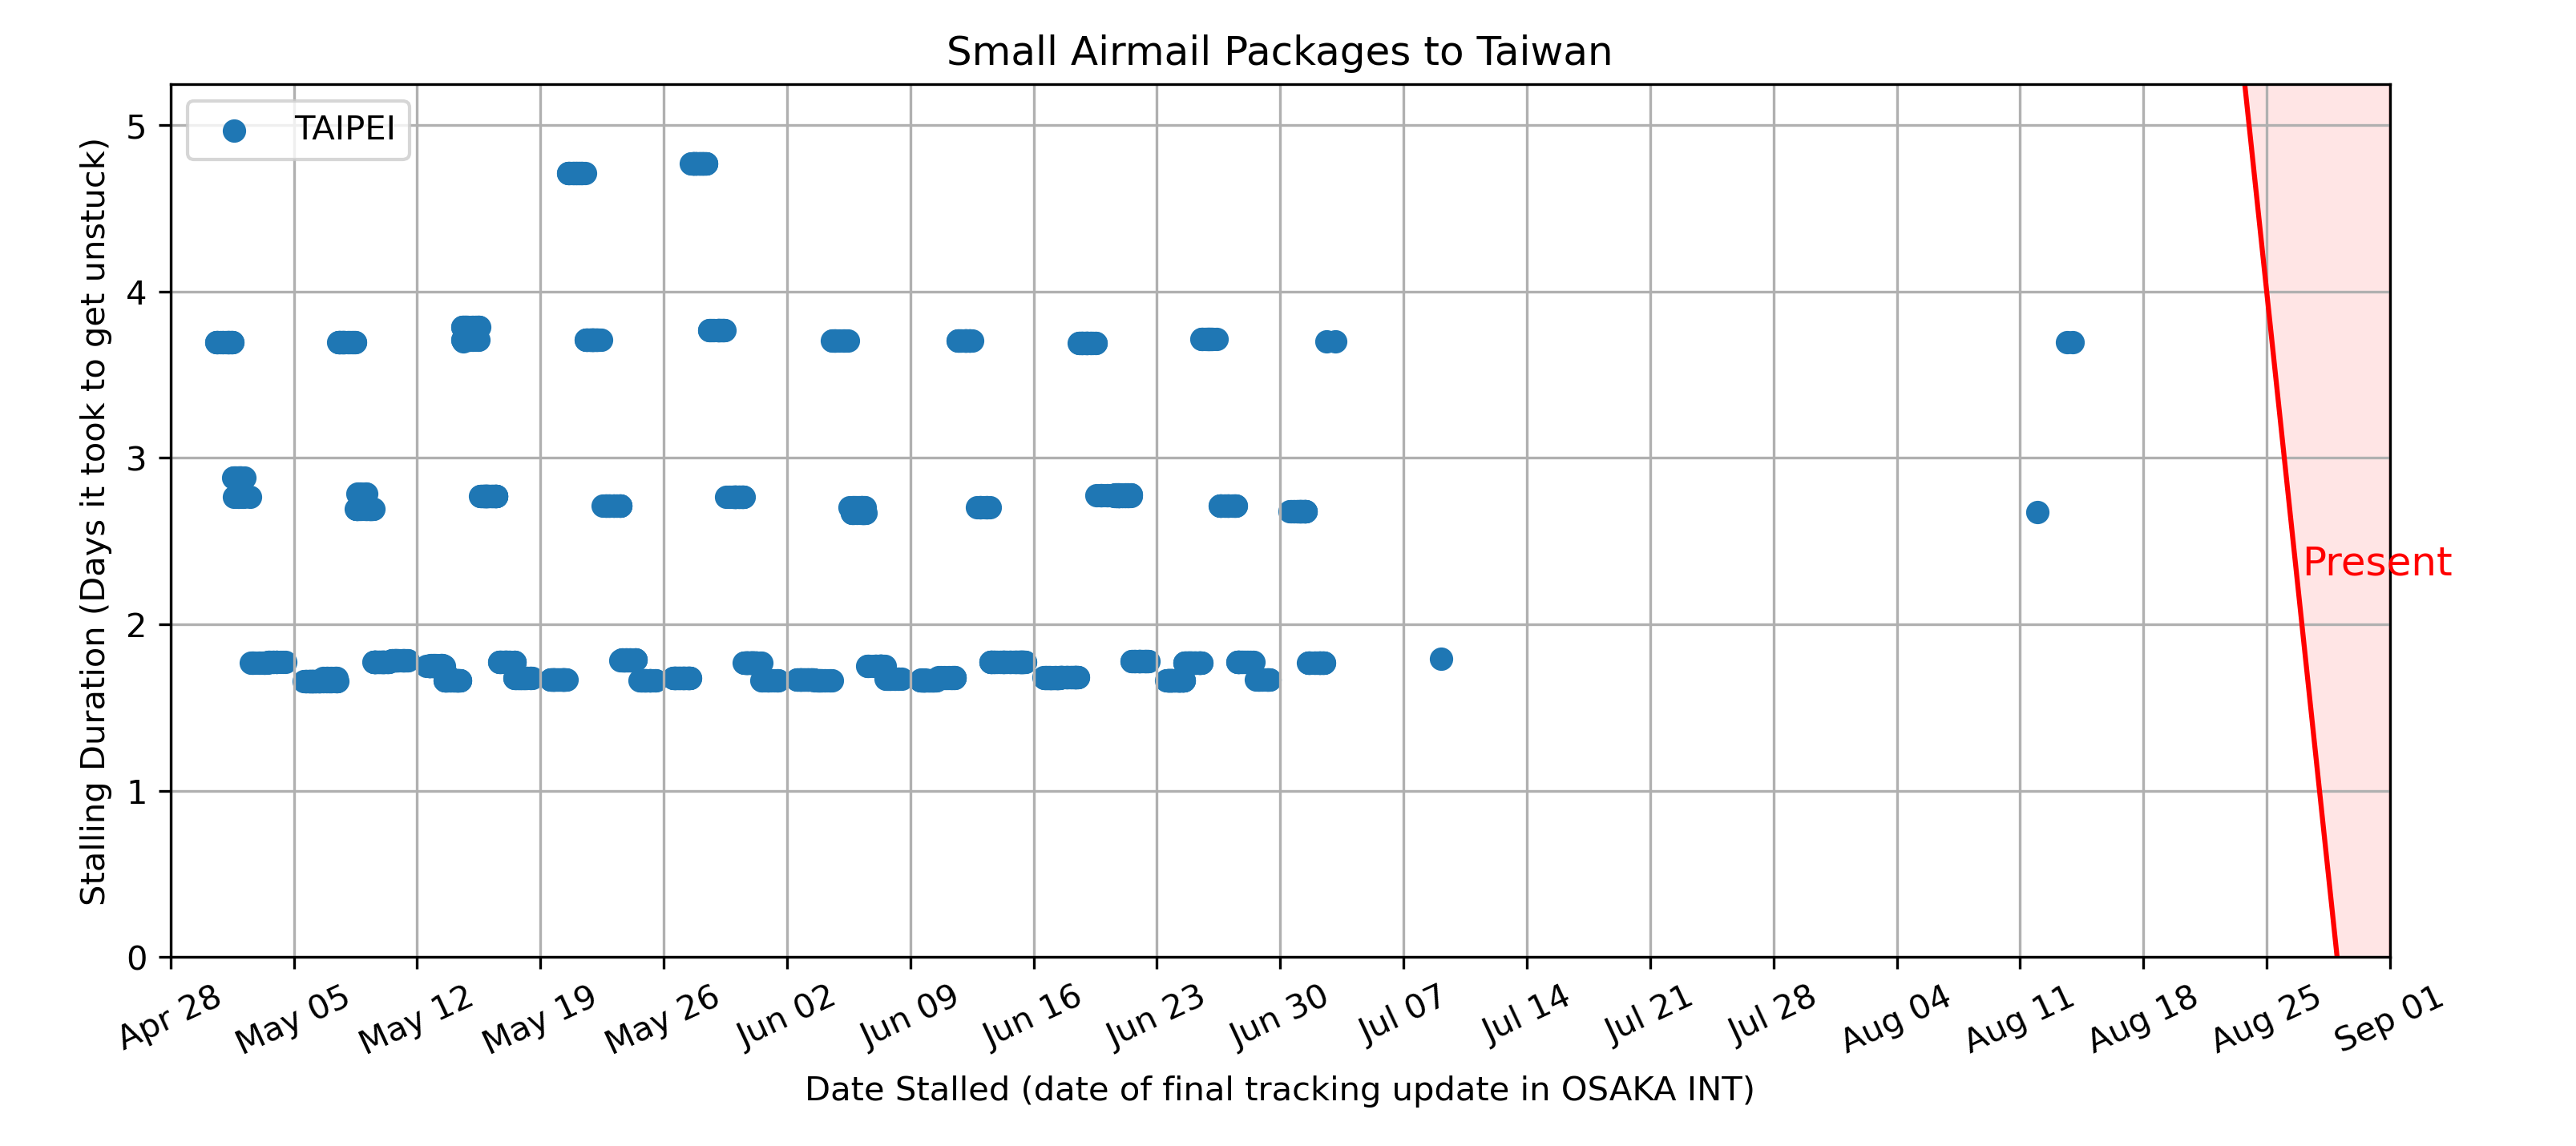 Small Airmail Packages to Taiwan
TAIPEI
Stalling Duration (Days it took to get unstuck)
5
4
3
2
1
0
Present
Apr 28
May 05
May 12
May 19
May 26
Jun 02
Jun 09
Jun 16
Jun 23
Jun 30
Jul 07
Jul 14
Jul 21
Jul 28
Aug 04
Aug 11
Aug 18
Aug 25
Sep 01
Date Stalled (date of final tracking update in OSAKA INT)